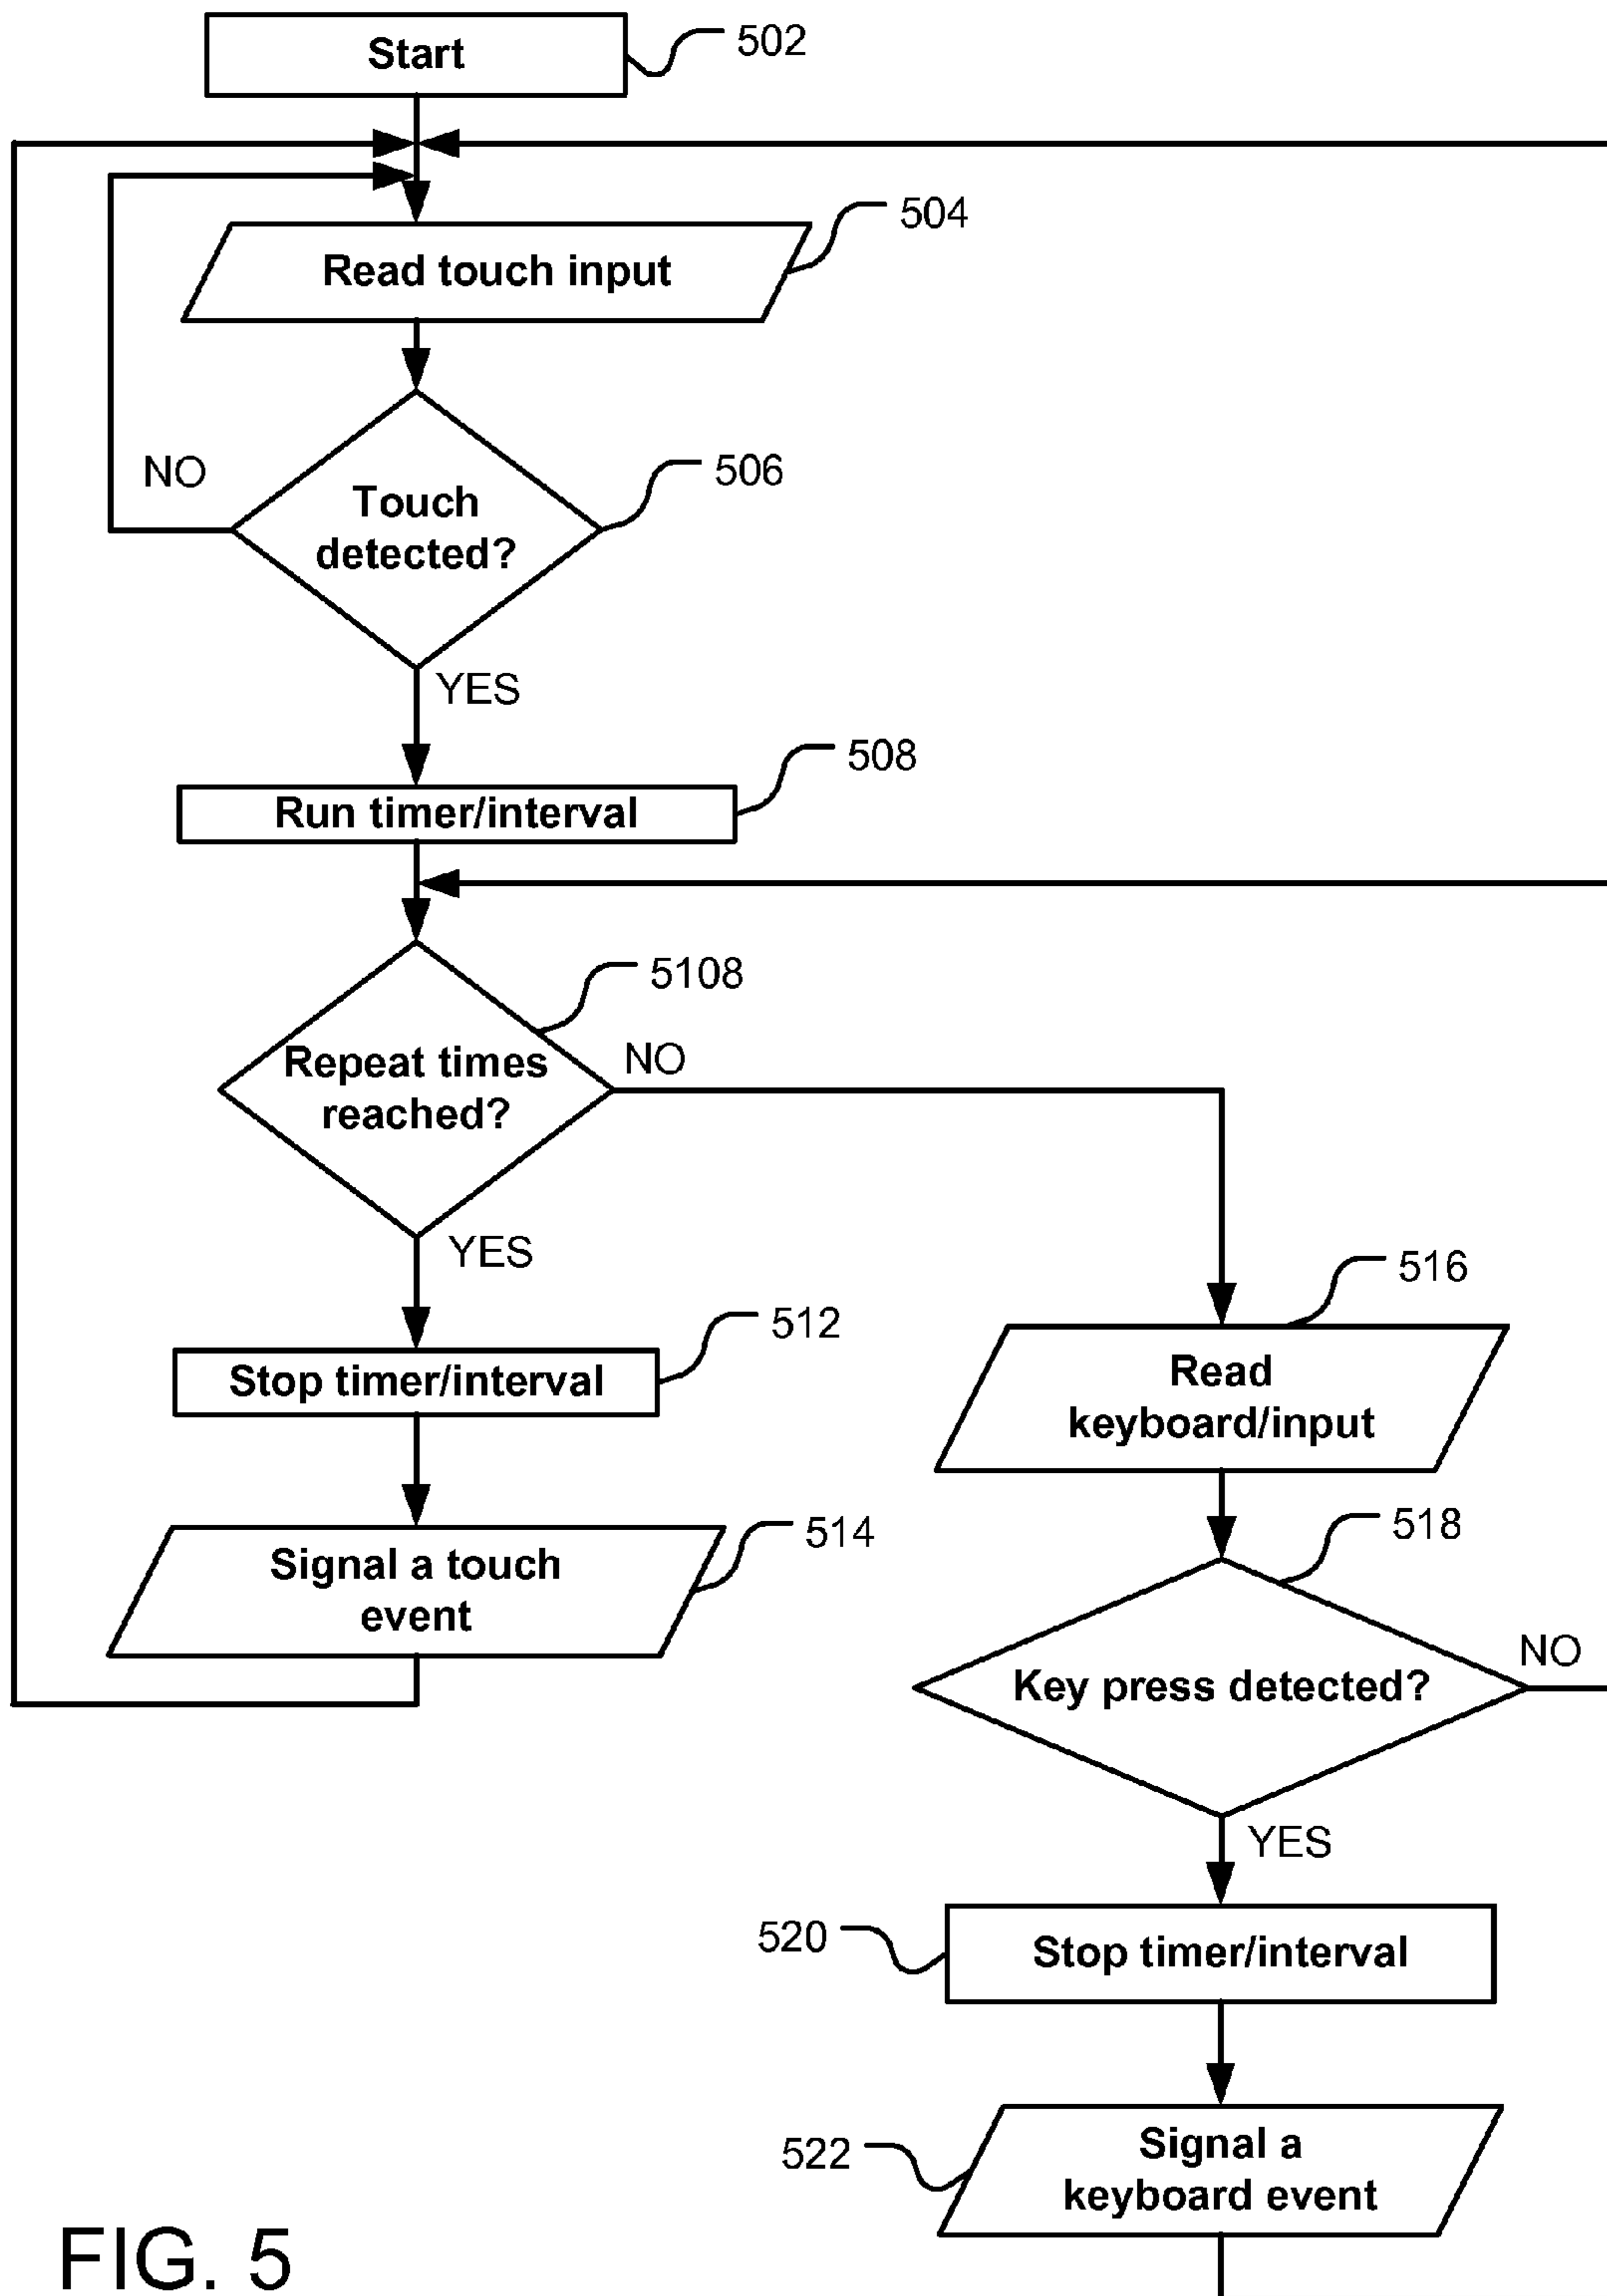 Start
502
504
Read touch input
NO
506
Touch
detected?
YES
508
Run timer/interval
5108
Repeat times
reached?
NO
YES
516
512
Stop timer/interval
Read
keyboard/input
514
518
Signal a touch
event
NO
Key press detected?
YES
520
Stop timer/interval
522
Signal a
keyboard event
FIG. 5